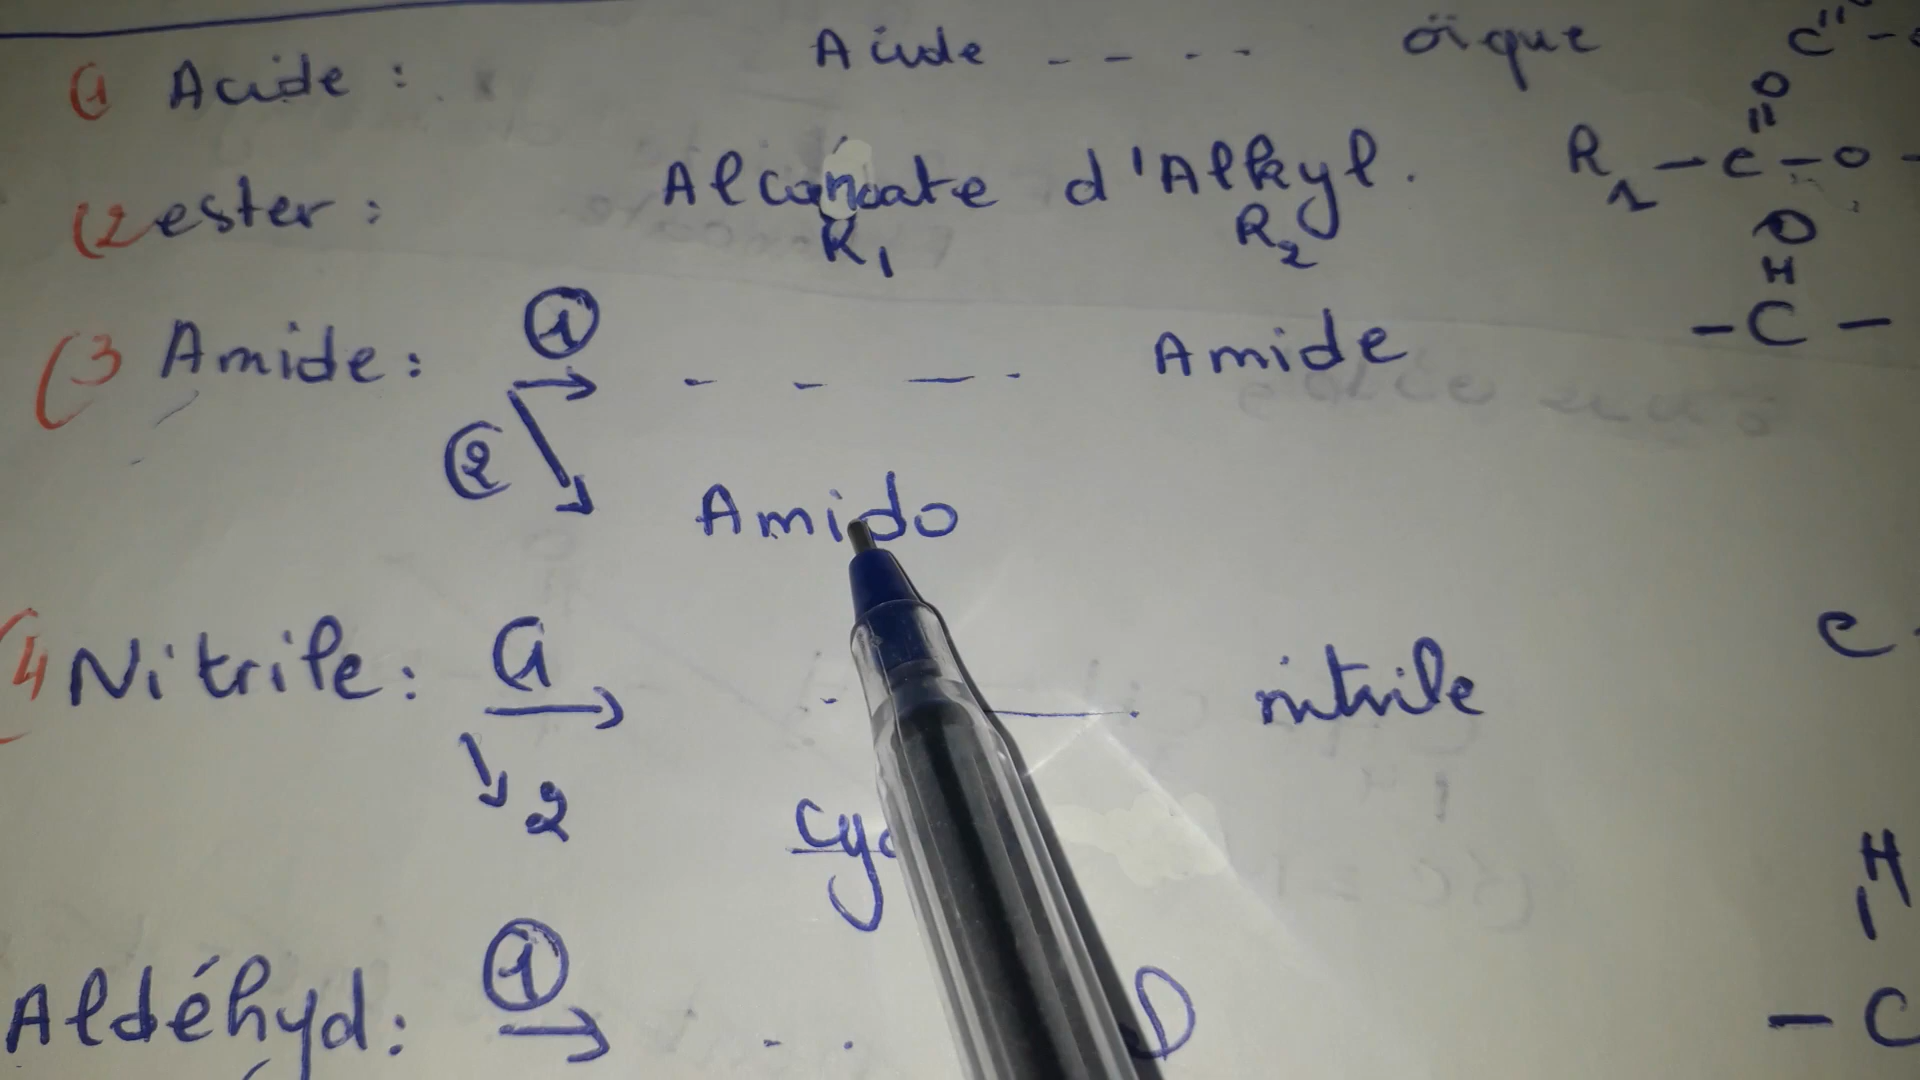 (1 Acide : Acide - - - - oïque C=
R1 - C - O - =O
(2 ester : Alcanoate d'Alkyl.
R1 R2
(3 Amide : 1 → - - - - Amide - C -
2 Amido
(4 Nitrile : 1 → - nitrile C
2 cy
H
Aldéhyd : 1 → - - - C